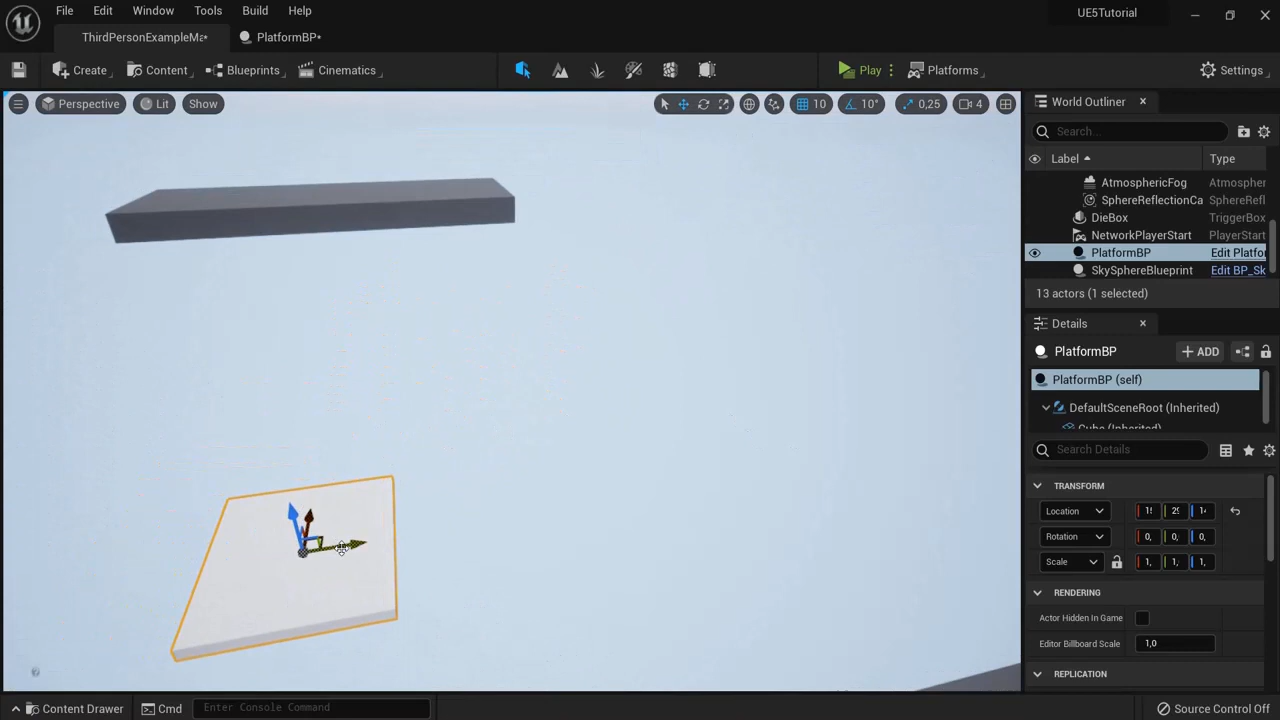 File Edit Window Tools Build Help
UE5Tutorial
ThirdPersonExampleMa*
PlatformBP*
Create Content Blueprints Cinematics Play Platforms Settings
Perspective Lit Show 10 10° 0,25 4
World Outliner
Search...
Label Type
AtmosphericFog Atmospher
SphereReflectionCa SphereRefl
DieBox TriggerBox
NetworkPlayerStart PlayerStart
PlatformBP Edit Platfo
SkySphereBlueprint Edit BP_Sk
13 actors (1 selected)
Details
PlatformBP + ADD
PlatformBP (self)
DefaultSceneRoot (Inherited)
Cube (Inherited)
Search Details
TRANSFORM
Location
Rotation 0, 0, 0,
Scale 1, 1, 1,
RENDERING
Actor Hidden In Game
Editor Billboard Scale 1,0
REPLICATION
Content Drawer Cmd Enter Console Command Source Control Off